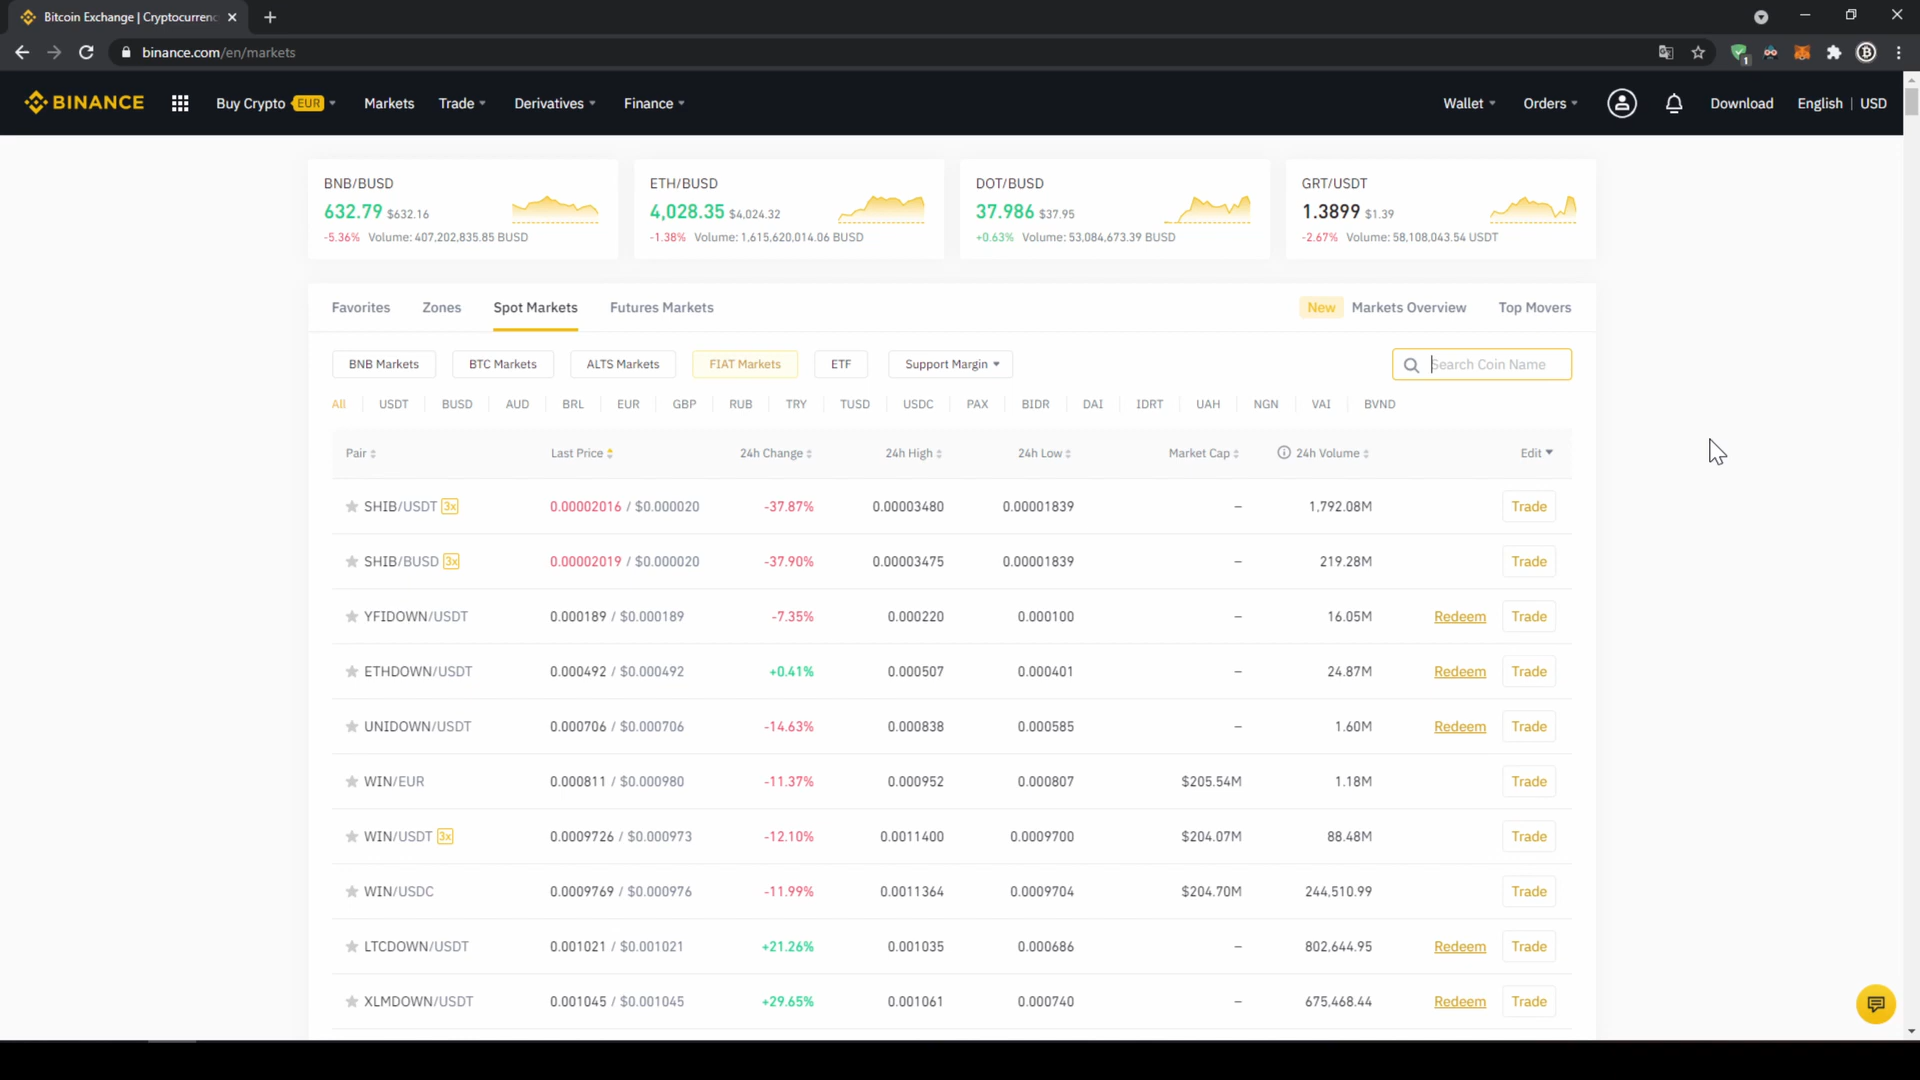 Bitcoin Exchange | Cryptocurrenc
binance.com/en/markets
1
BINANCE Buy Crypto EUR Markets Trade Derivatives Finance Wallet Orders Download English | USD
BNB/BUSD
632.79 $632.16
-5.36% Volume: 407,202,835.85 BUSD
ETH/BUSD
4,028.35 $4,024.32
-1.38% Volume: 1,615,620,014.06 BUSD
DOT/BUSD
37.986 $37.95
+0.63% Volume: 53,084,673.39 BUSD
GRT/USDT
1.3899 $1.39
-2.67% Volume: 58,108,043.54 USDT
Favorites Zones Spot Markets Futures Markets New Markets Overview Top Movers
BNB Markets BTC Markets ALTS Markets FIAT Markets ETF Support Margin Search Coin Name
All USDT BUSD AUD BRL EUR GBP RUB TRY TUSD USDC PAX BIDR DAI IDRT UAH NGN VAI BVND
Pair Last Price 24h Change 24h High 24h Low Market Cap 24h Volume Edit
SHIB/USDT 3x 0.00002016 / $0.000020 -37.87% 0.00003480 0.00001839 – 1,792.08M Trade
SHIB/BUSD 3x 0.00002019 / $0.000020 -37.90% 0.00003475 0.00001839 – 219.28M Trade
YFIDOWN/USDT 0.000189 / $0.000189 -7.35% 0.000220 0.000100 – 16.05M Redeem Trade
ETHDOWN/USDT 0.000492 / $0.000492 +0.41% 0.000507 0.000401 – 24.87M Redeem Trade
UNIDOWN/USDT 0.000706 / $0.000706 -14.63% 0.000838 0.000585 – 1.60M Redeem Trade
WIN/EUR 0.000811 / $0.000980 -11.37% 0.000952 0.000807 $205.54M 1.18M Trade
WIN/USDT 3x 0.0009726 / $0.000973 -12.10% 0.0011400 0.0009700 $204.07M 88.48M Trade
WIN/USDC 0.0009769 / $0.000976 -11.99% 0.0011364 0.0009704 $204.70M 244,510.99 Trade
LTCDOWN/USDT 0.001021 / $0.001021 +21.26% 0.001035 0.000686 – 802,644.95 Redeem Trade
XLMDOWN/USDT 0.001045 / $0.001045 +29.65% 0.001061 0.000740 – 675,468.44 Redeem Trade